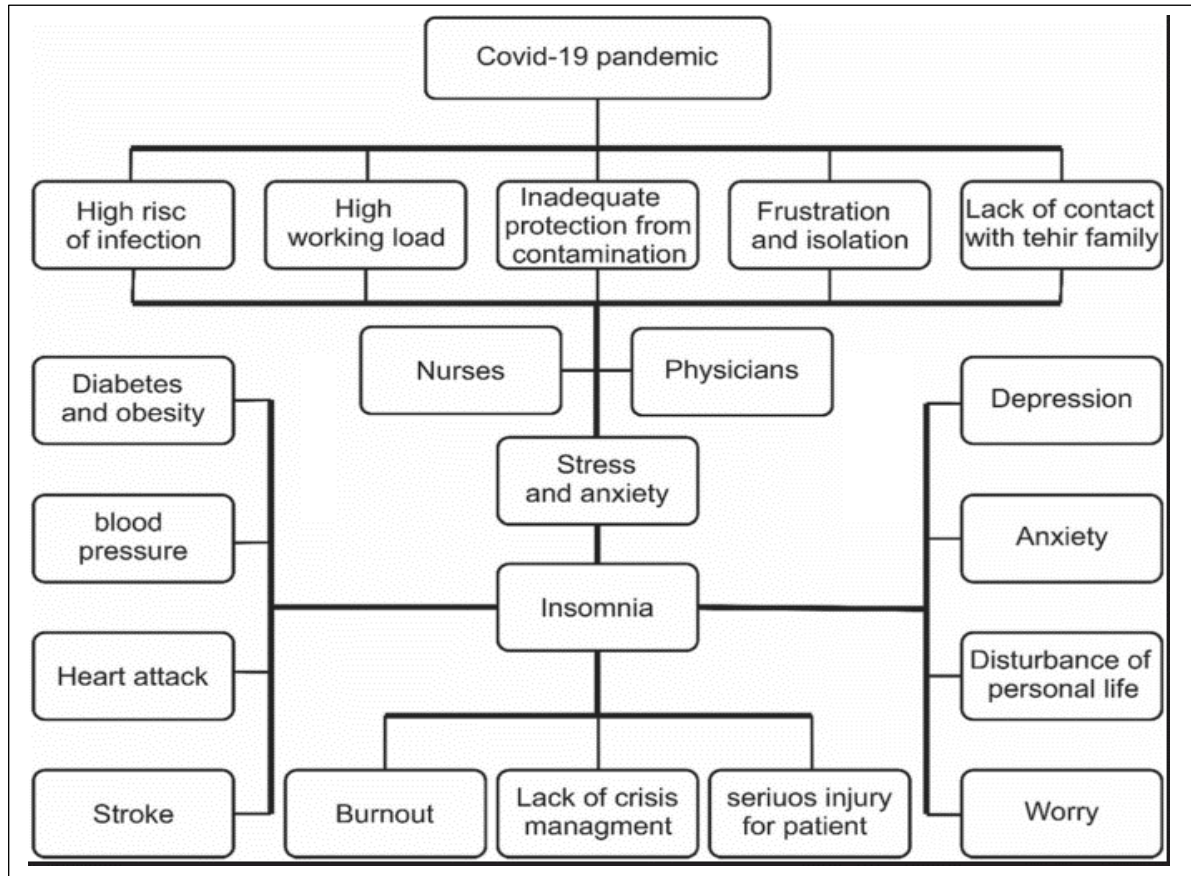 Covid-19 pandemic
High risc
of infection
High
working load
Inadequate
protection from
contamination
Frustration
and isolation
Lack of contact
with tehir family
Nurses
Physicians
Diabetes
and obesity
Depression
Stress
and anxiety
blood
pressure
Anxiety
Insomnia
Heart attack
Disturbance of
personal life
Stroke
Burnout
Lack of crisis
managment
seriuos injury
for patient
Worry